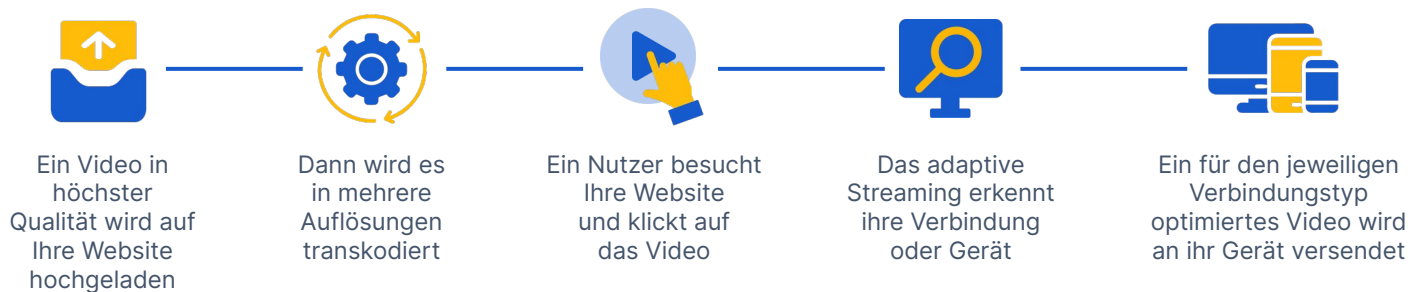 Ein Video in
höchster
Qualität wird auf
Ihre Website
hochgeladen
Dann wird es
in mehrere
Auflösungen
transkodiert
Ein Nutzer besucht
Ihre Website
und klickt auf
das Video
Das adaptive
Streaming erkennt
ihre Verbindung
oder Gerät
Ein für den jeweiligen
Verbindungstyp
optimiertes Video wird
an ihr Gerät versendet